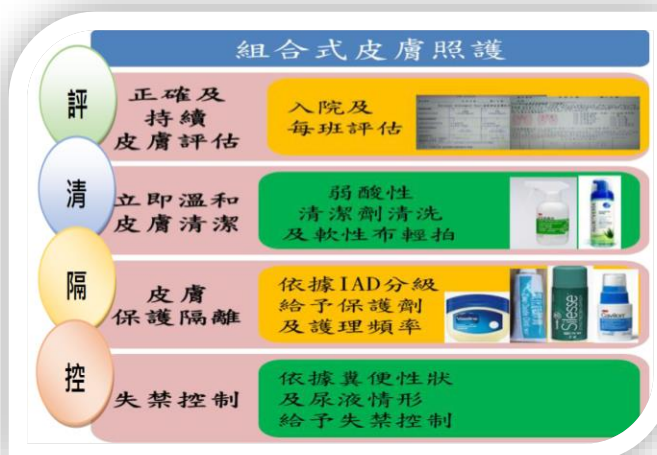 組合式皮膚照護
評
正確及
持續
皮膚評估
入院及
每班評估
清
立即溫和
皮膚清潔
弱酸性
清潔劑清洗
及軟性布輕拍
隔
皮膚
保護隔離
依據IAD分級
給予保護劑
及護理頻率
Vaseline
Silesse
Cavilon
控
失禁控制
依據糞便性狀
及尿液情形
給予失禁控制